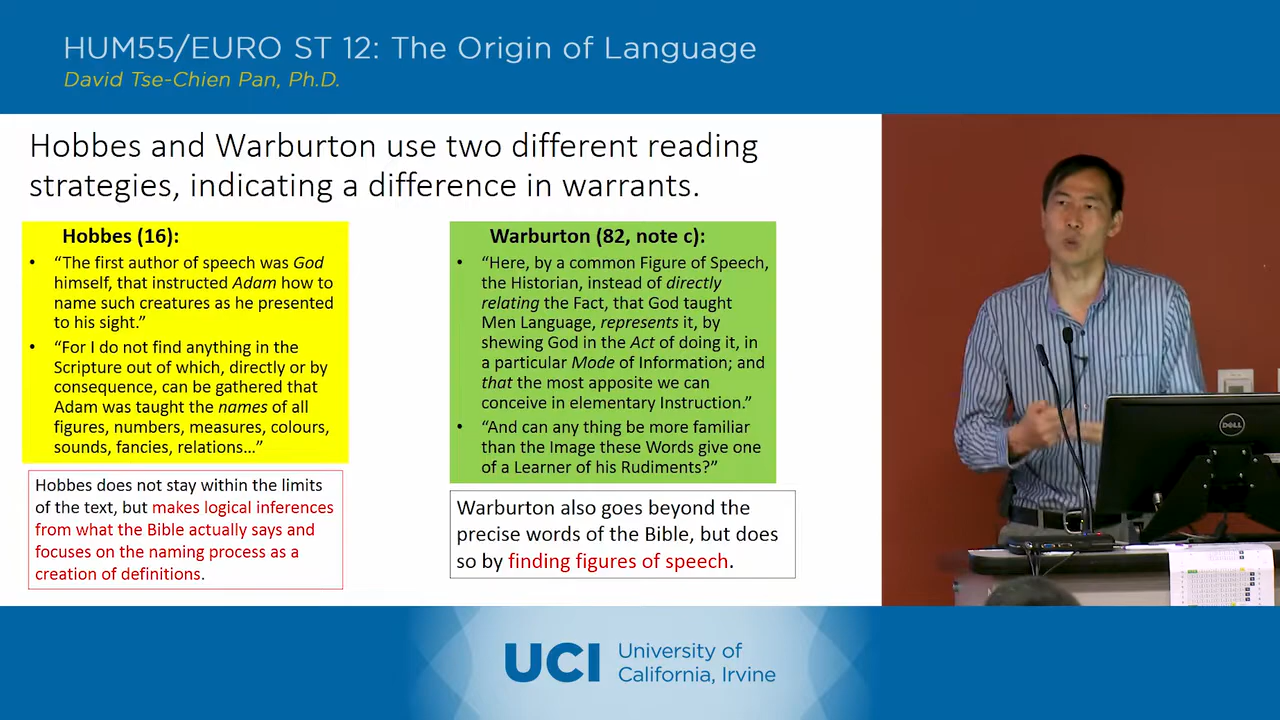 HUM55/EURO ST 12: The Origin of Language
David Tse-Chien Pan, Ph.D.
Hobbes and Warburton use two different reading
strategies, indicating a difference in warrants.
Hobbes (16):
• “The first author of speech was God
himself, that instructed Adam how to
name such creatures as he presented
to his sight.”
• “For I do not find anything in the
Scripture out of which, directly or by
consequence, can be gathered that
Adam was taught the names of all
figures, numbers, measures, colours,
sounds, fancies, relations…”
Hobbes does not stay within the limits
of the text, but makes logical inferences
from what the Bible actually says and
focuses on the naming process as a
creation of definitions.
Warburton (82, note c):
• “Here, by a common Figure of Speech,
the Historian, instead of directly
relating the Fact, that God taught
Men Language, represents it, by
shewing God in the Act of doing it, in
a particular Mode of Information; and
that the most apposite we can
conceive in elementary Instruction.”
• “And can any thing be more familiar
than the Image these Words give one
of a Learner of his Rudiments?”
Warburton also goes beyond the
precise words of the Bible, but does
so by finding figures of speech.
DELL
UCI University of
California, Irvine